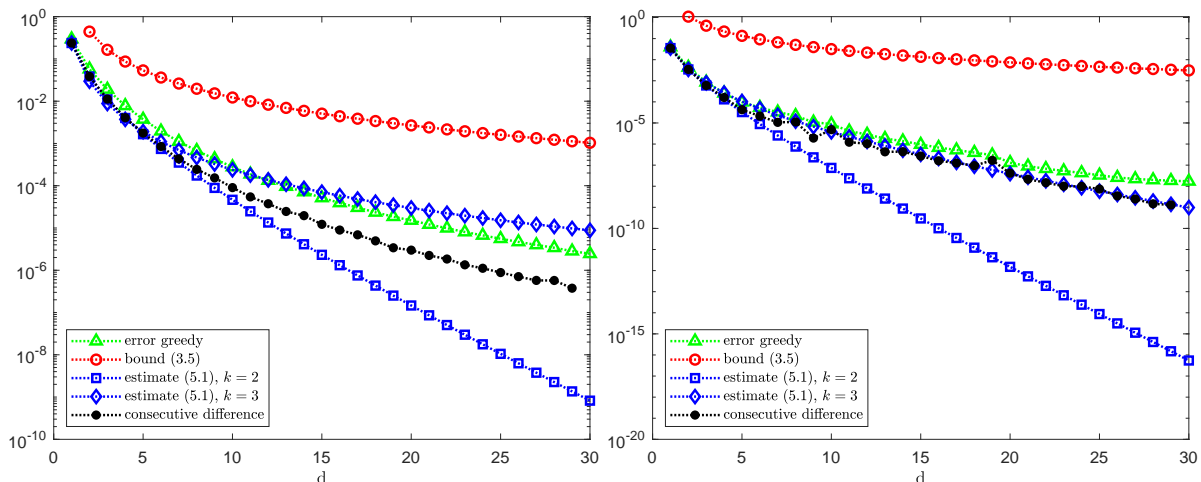 10^0
10^-2
10^-4
10^-6
10^-8
10^-10
0 5 10 15 20 25 30
d
error greedy
bound (3.5)
estimate (5.1), k = 2
estimate (5.1), k = 3
consecutive difference
10^0
10^-5
10^-10
10^-15
10^-20
0 5 10 15 20 25 30
d
error greedy
bound (3.5)
estimate (5.1), k = 2
estimate (5.1), k = 3
consecutive difference